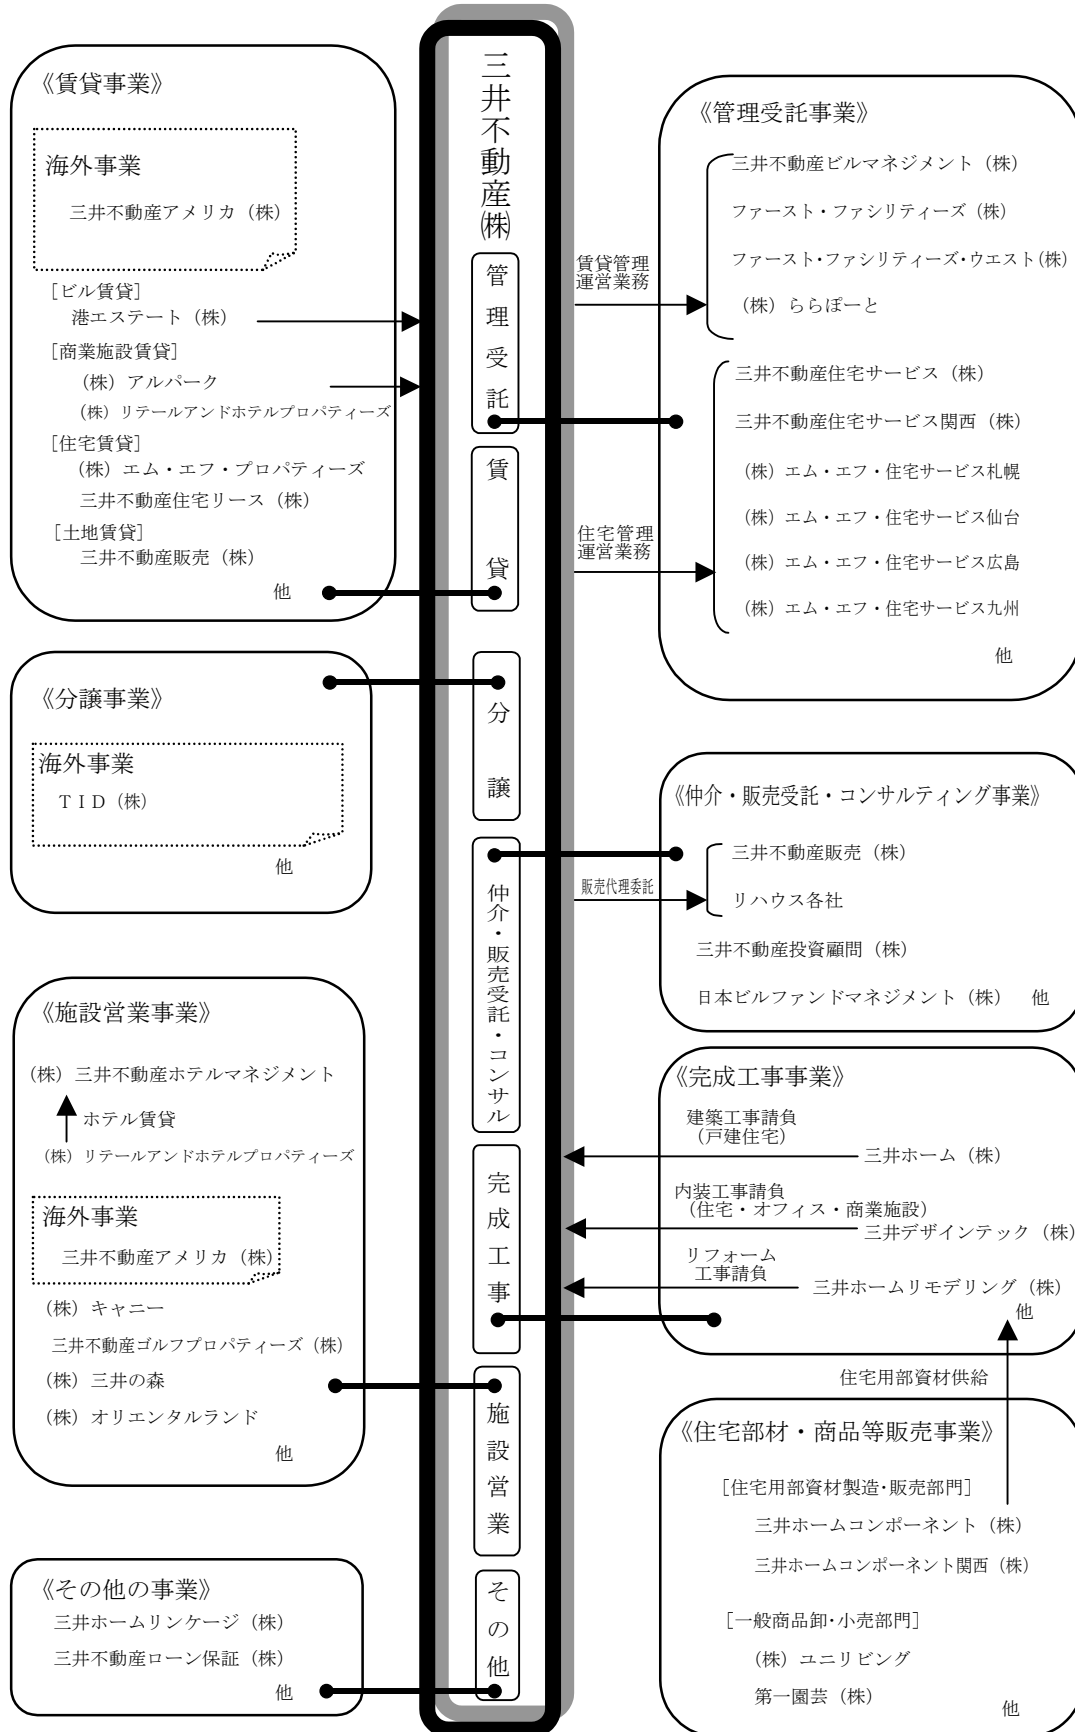 三井不動産㈱
管理受託
賃貸
分譲
仲介・販売受託・コンサル
完成工事
施設営業
その他
《賃貸事業》
海外事業
三井不動産アメリカ（株）
［ビル賃貸］
港エステート（株）
［商業施設賃貸］
（株）アルパーク
（株）リテールアンドホテルプロパティーズ
［住宅賃貸］
（株）エム・エフ・プロパティーズ
三井不動産住宅リース（株）
［土地賃貸］
三井不動産販売（株）
他
《分譲事業》
海外事業
ＴＩＤ（株）
他
《施設営業事業》
（株）三井不動産ホテルマネジメント
ホテル賃貸
（株）リテールアンドホテルプロパティーズ
海外事業
三井不動産アメリカ（株）
（株）キャニー
三井不動産ゴルフプロパティーズ（株）
（株）三井の森
（株）オリエンタルランド
他
《その他の事業》
三井ホームリンケージ（株）
三井不動産ローン保証（株）
他
《管理受託事業》
賃貸管理
運営業務
三井不動産ビルマネジメント（株）
ファースト・ファシリティーズ（株）
ファースト・ファシリティーズ・ウエスト（株）
（株）ららぽーと
住宅管理
運営業務
三井不動産住宅サービス（株）
三井不動産住宅サービス関西（株）
（株）エム・エフ・住宅サービス札幌
（株）エム・エフ・住宅サービス仙台
（株）エム・エフ・住宅サービス広島
（株）エム・エフ・住宅サービス九州
他
《仲介・販売受託・コンサルティング事業》
販売代理委託
三井不動産販売（株）
リハウス各社
三井不動産投資顧問（株）
日本ビルファンドマネジメント（株） 他
《完成工事事業》
建築工事請負
（戸建住宅）
三井ホーム（株）
内装工事請負
（住宅・オフィス・商業施設）
三井デザインテック（株）
リフォーム
工事請負
三井ホームリモデリング（株）
他
住宅用部資材供給
《住宅部材・商品等販売事業》
［住宅用部資材製造・販売部門］
三井ホームコンポーネント（株）
三井ホームコンポーネント関西（株）
［一般商品卸・小売部門］
（株）ユニリビング
第一園芸（株）
他